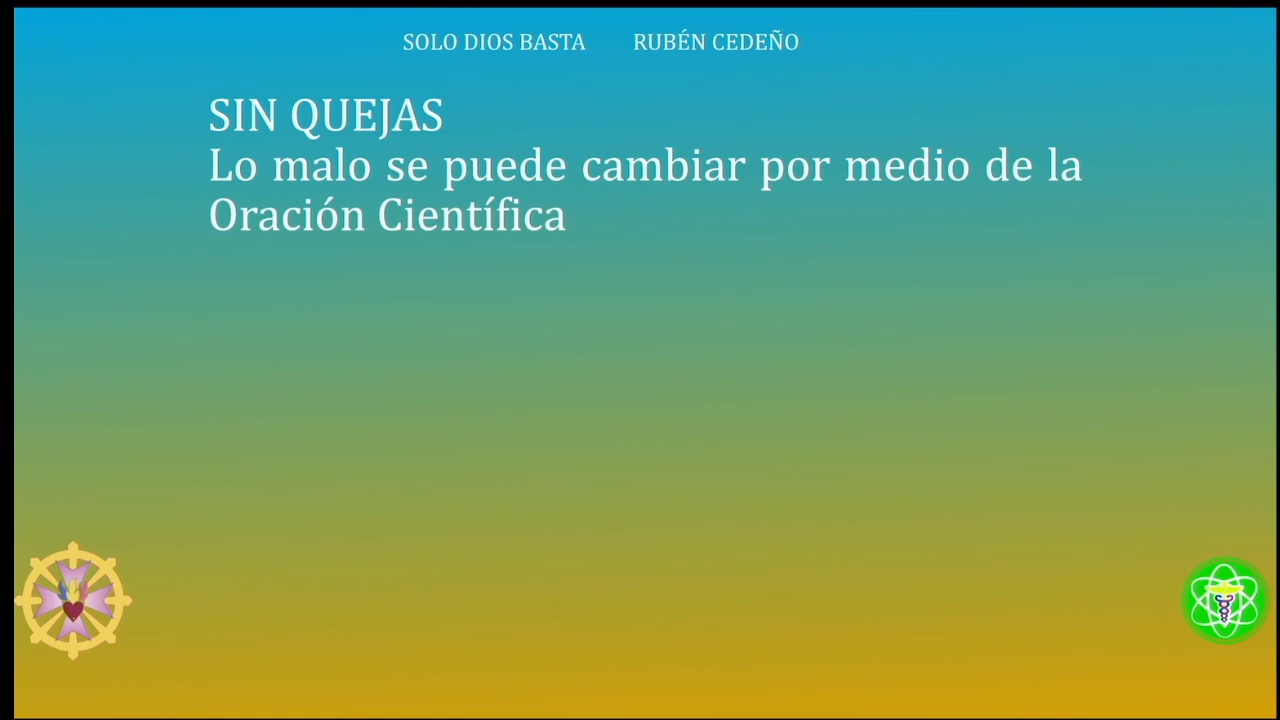 SOLO DIOS BASTA RUBÉN CEDEÑO
SIN QUEJAS
Lo malo se puede cambiar por medio de la
Oración Científica